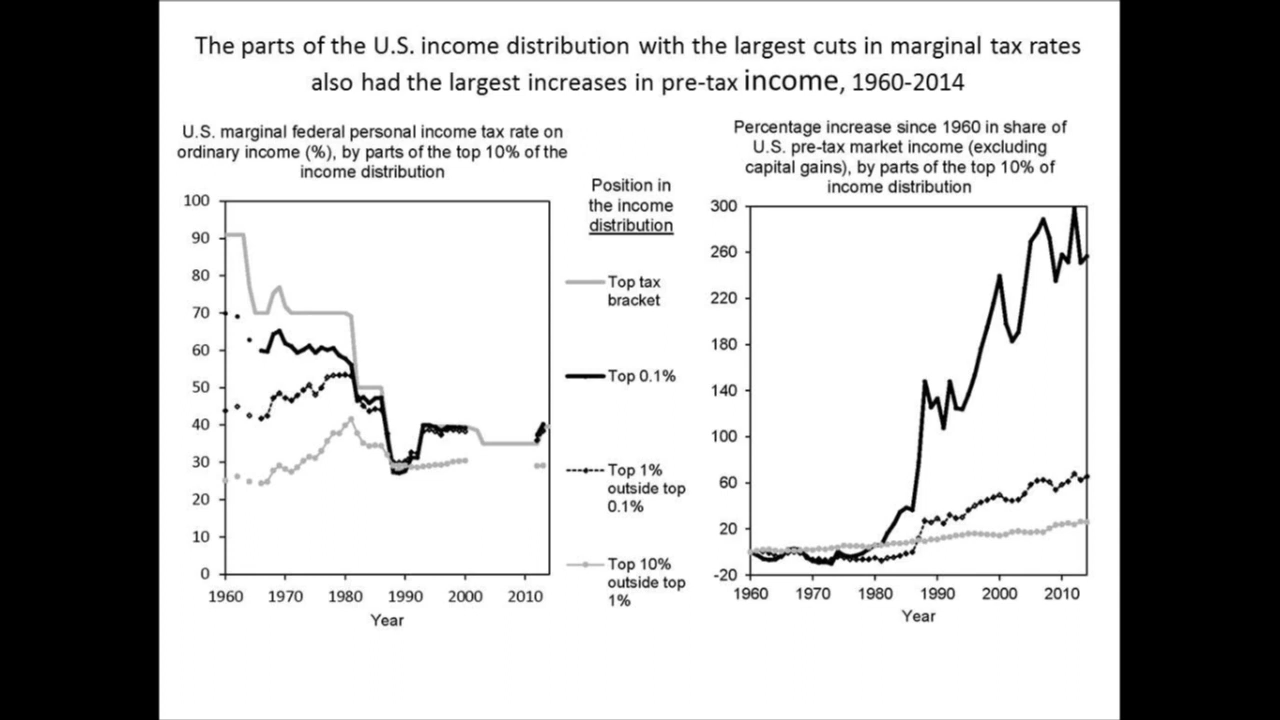 The parts of the U.S. income distribution with the largest cuts in marginal tax rates
also had the largest increases in pre-tax income, 1960-2014
U.S. marginal federal personal income tax rate on
ordinary income (%), by parts of the top 10% of the
income distribution
100
90
80
70
60
50
40
30
20
10
0
1960 1970 1980 1990 2000 2010
Year
Position in
the income
distribution
Top tax
bracket
Top 0.1%
Top 1%
outside top
0.1%
Top 10%
outside top
1%
Percentage increase since 1960 in share of
U.S. pre-tax market income (excluding
capital gains), by parts of the top 10% of
income distribution
300
260
220
180
140
100
60
20
-20
1960 1970 1980 1990 2000 2010
Year